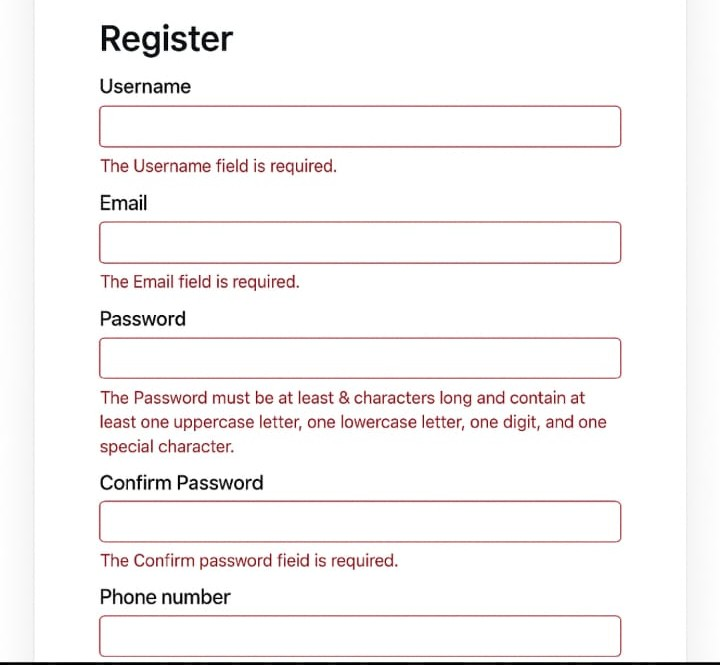 Register
Username
The Username field is required.
Email
The Email field is required.
Password
The Password must be at least & characters long and contain at
least one uppercase letter, one lowercase letter, one digit, and one
special character.
Confirm Password
The Confirm password fieid is required.
Phone number